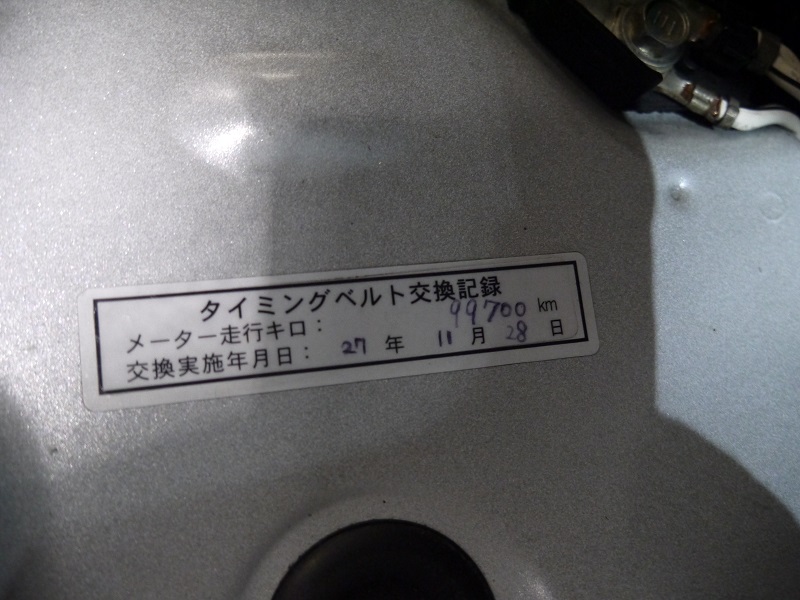 タイミングベルト交換記録
メーター走行キロ: 99700 km
交換実施年月日: 27 年 11 月 28 日